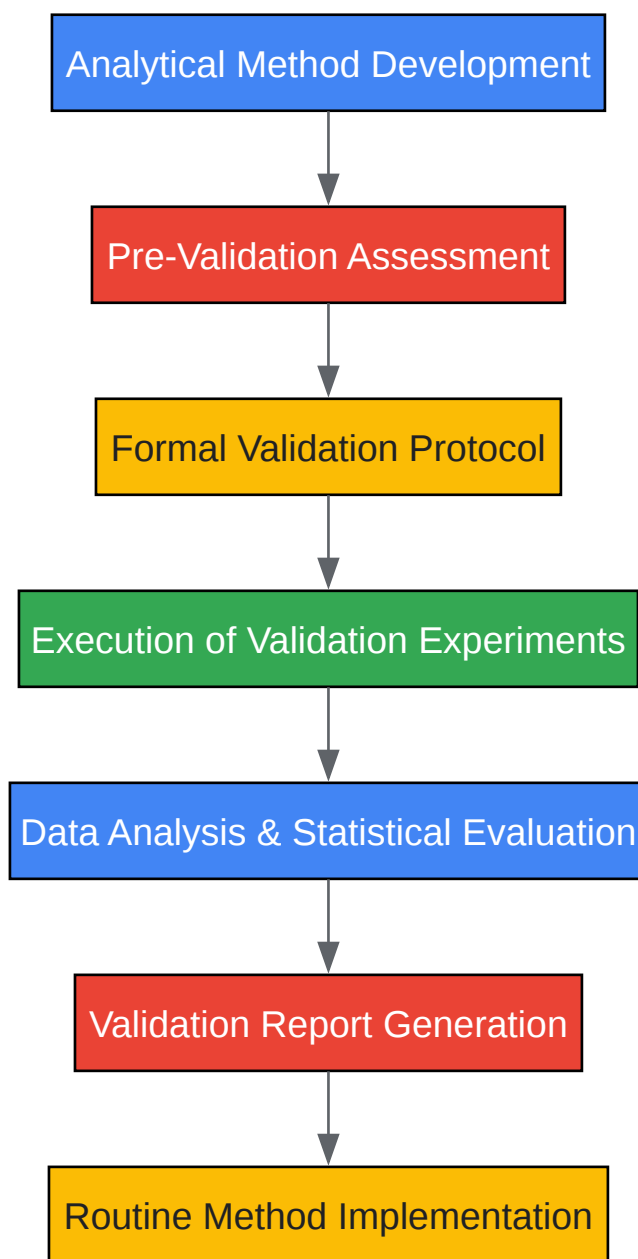 Analytical Method Development
Pre-Validation Assessment
Formal Validation Protocol
Execution of Validation Experiments
Data Analysis & Statistical Evaluation
Validation Report Generation
Routine Method Implementation